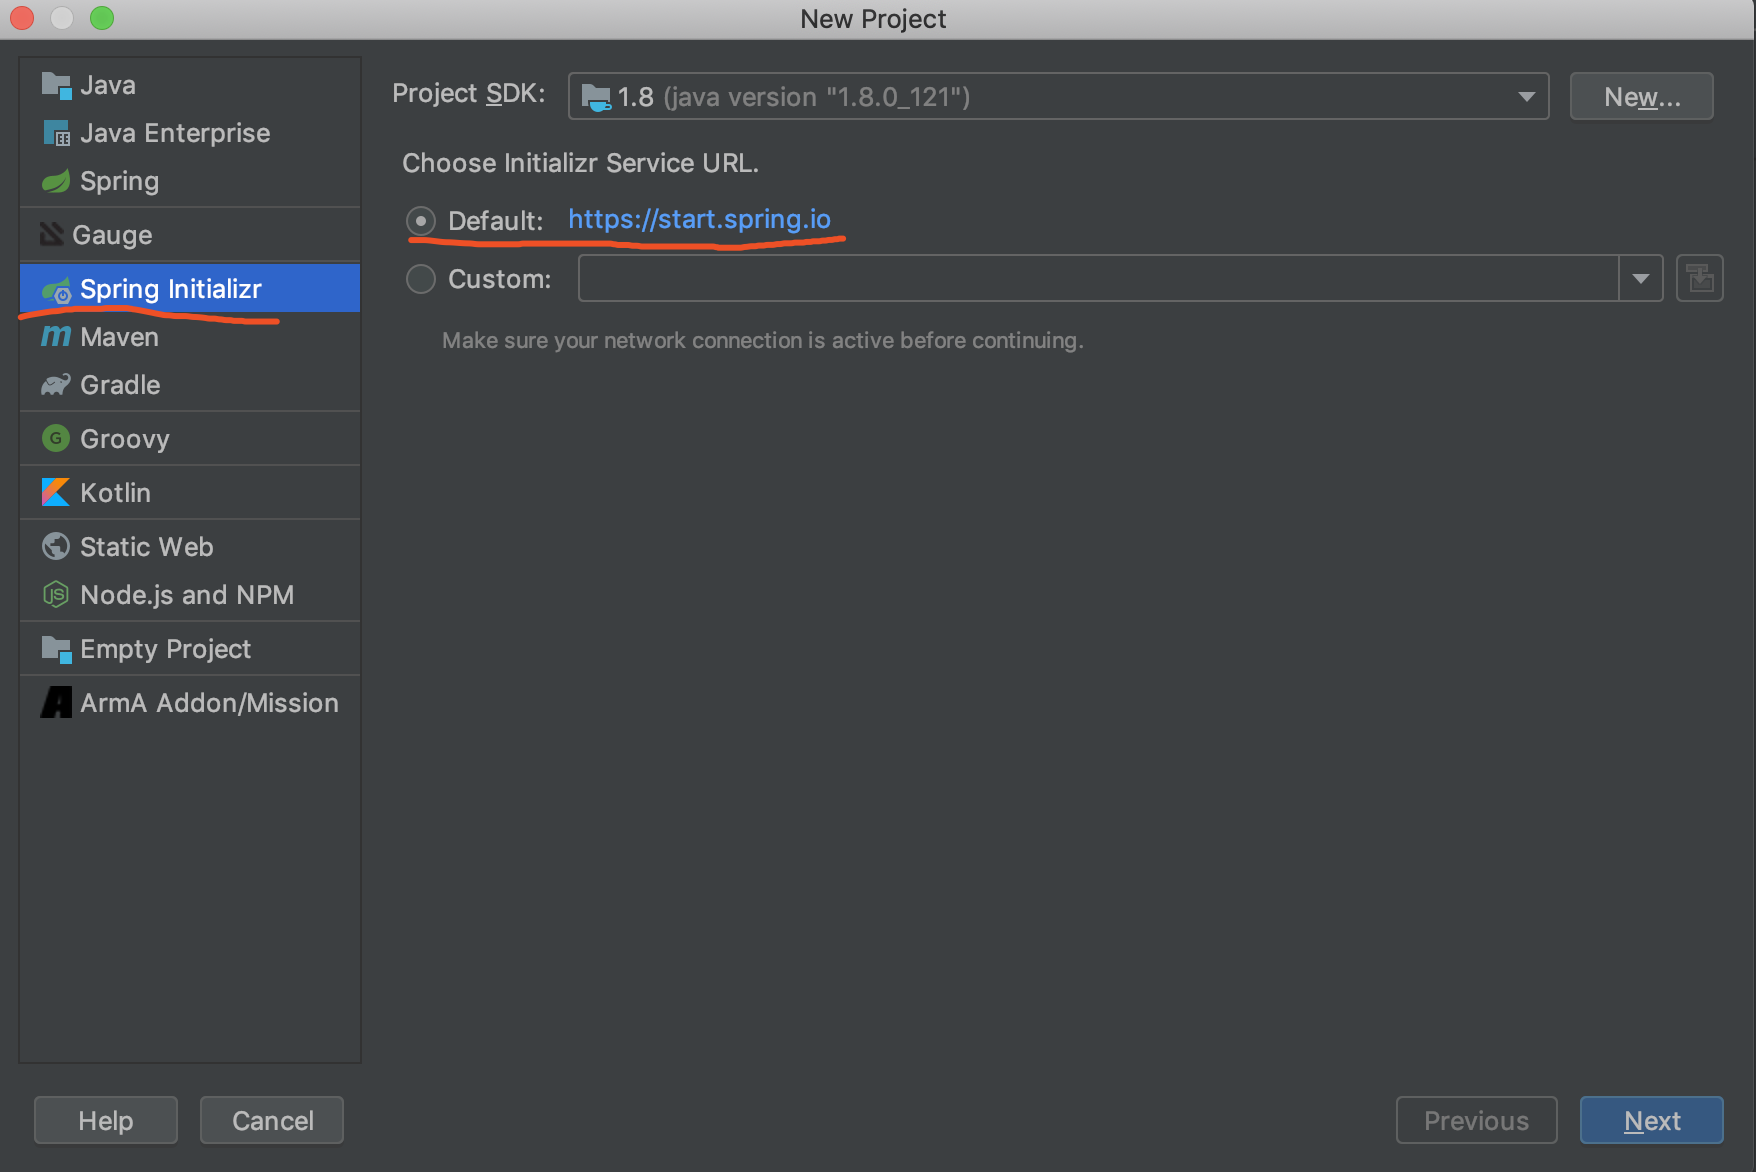 New Project
Java
Java Enterprise
Spring
Gauge
Spring Initializr
Maven
Gradle
Groovy
Kotlin
Static Web
Node.js and NPM
Empty Project
ArmA Addon/Mission
Project SDK: 1.8 (java version "1.8.0_121") New...
Choose Initializr Service URL.
Default: https://start.spring.io
Custom:
Make sure your network connection is active before continuing.
Help Cancel Previous Next